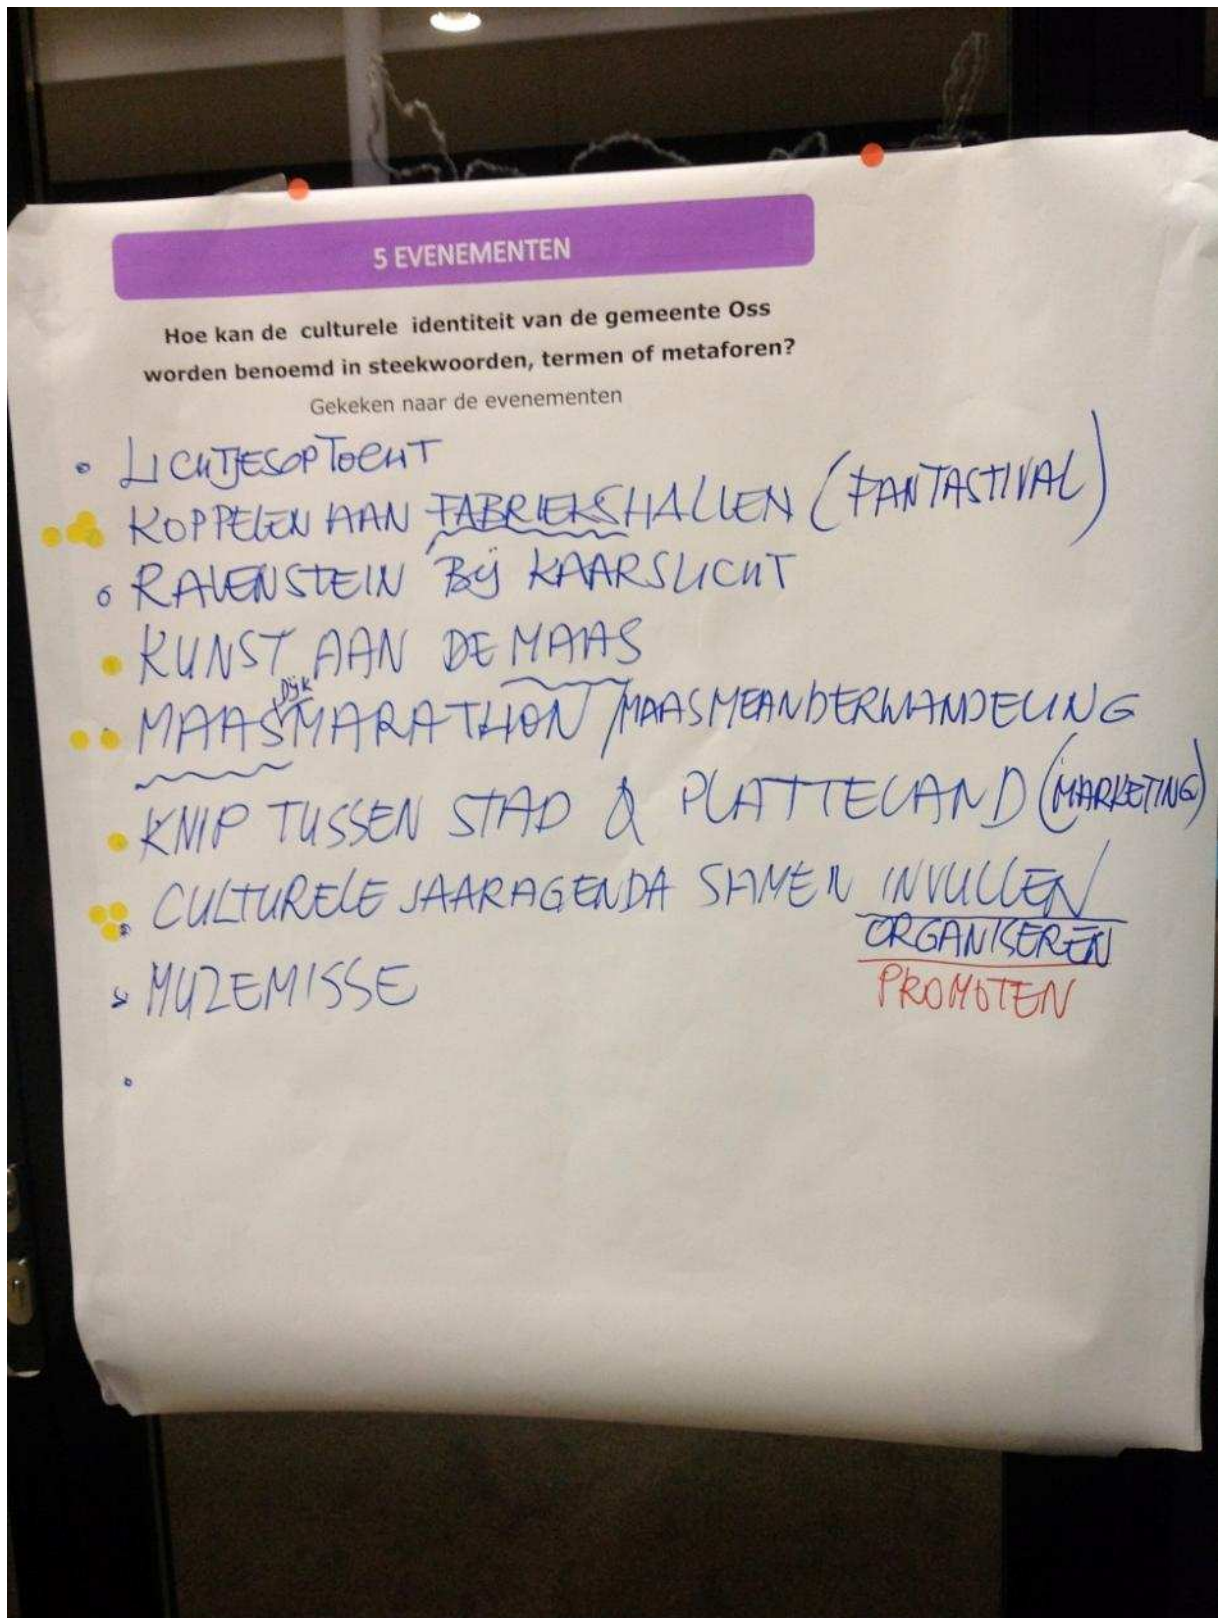 5 EVENEMENTEN
Hoe kan de culturele identiteit van de gemeente Oss
worden benoemd in steekwoorden, termen of metaforen?
Gekeken naar de evenementen
LICHTJESOPTOCHT
KOPPELEN AAN FABRIEKSHALLEN (FANTASTIVAL)
RAVENSTEIN BIJ KAARSLICHT
KUNST AAN DE MAAS
MAASDIJKMARATHON / MAASMEANDERWANDELING
KNIP TUSSEN STAD & PLATTELAND (MARKETING)
CULTURELE JAARAGENDA SAMEN INVULLEN
ORGANISEREN
MUZEMISSE
PROMOTEN